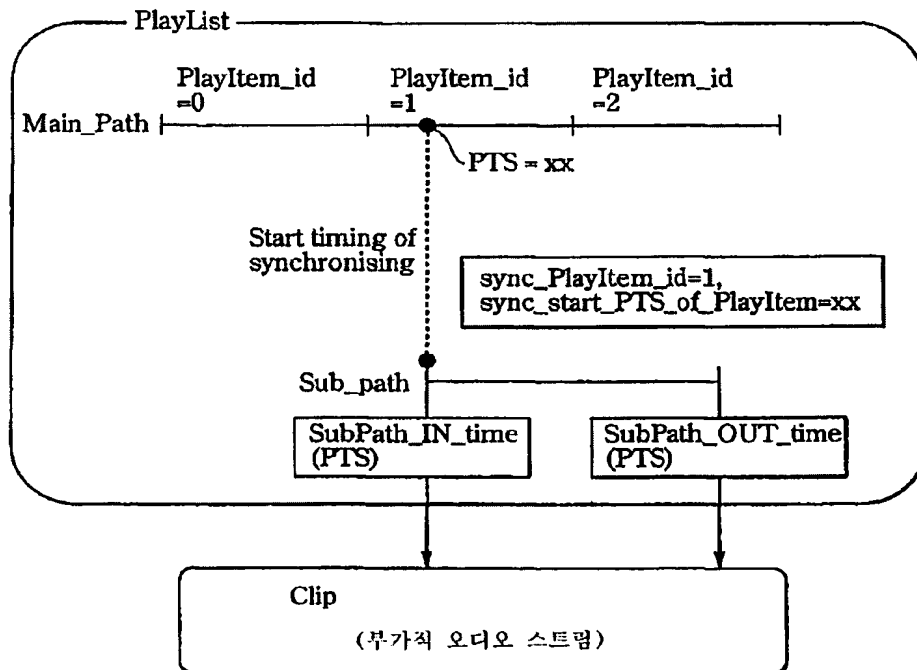 PlayList
PlayItem_id
=0
PlayItem_id
=1
PlayItem_id
=2
Main_Path
PTS = xx
Start timing of
synchronising
sync_PlayItem_id=1,
sync_start_PTS_of_PlayItem=xx
Sub_path
SubPath_IN_time
(PTS)
SubPath_OUT_time
(PTS)
Clip
(부가적 오디오 스트림)